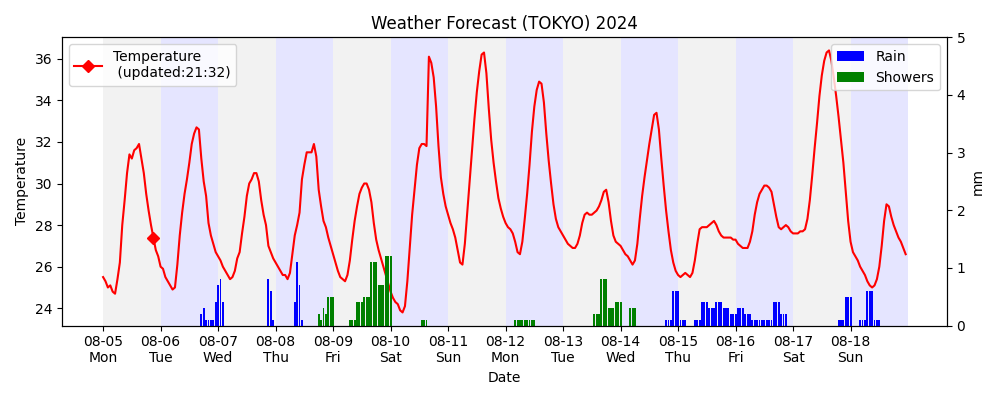 Weather Forecast (TOKYO) 2024
Temperature
(updated:21:32)
Rain
Showers
Temperature
36
34
32
30
28
26
24
5
4
3
2
1
0
mm
08-05 08-06 08-07 08-08 08-09 08-10 08-11 08-12 08-13 08-14 08-15 08-16 08-17 08-18
Mon Tue Wed Thu Fri Sat Sun Mon Tue Wed Thu Fri Sat Sun
Date